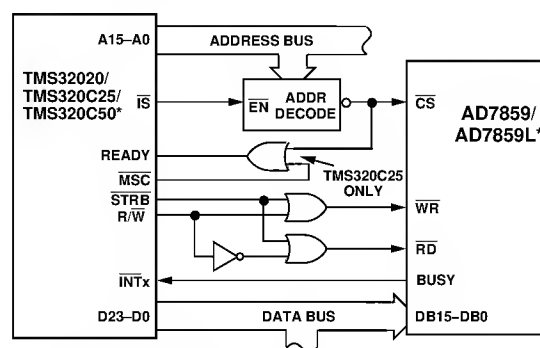 A15–A0
ADDRESS BUS
TMS32020/
TMS320C25/
TMS320C50*
IS
EN
ADDR
DECODE
CS
AD7859/
AD7859L*
READY
TMS320C25
ONLY
MSC
STRB
R/W
WR
RD
INTx
BUSY
D23–D0
DATA BUS
DB15–DB0